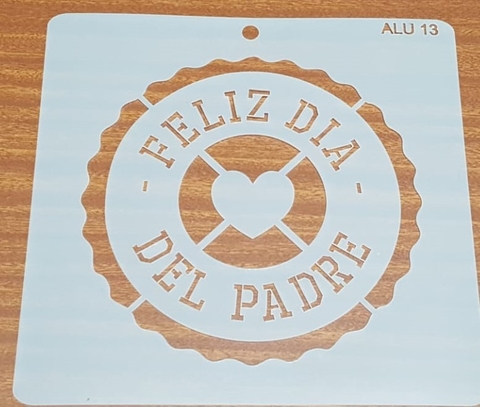 ALU 13
- FELIZ DIA -
DEL PADRE